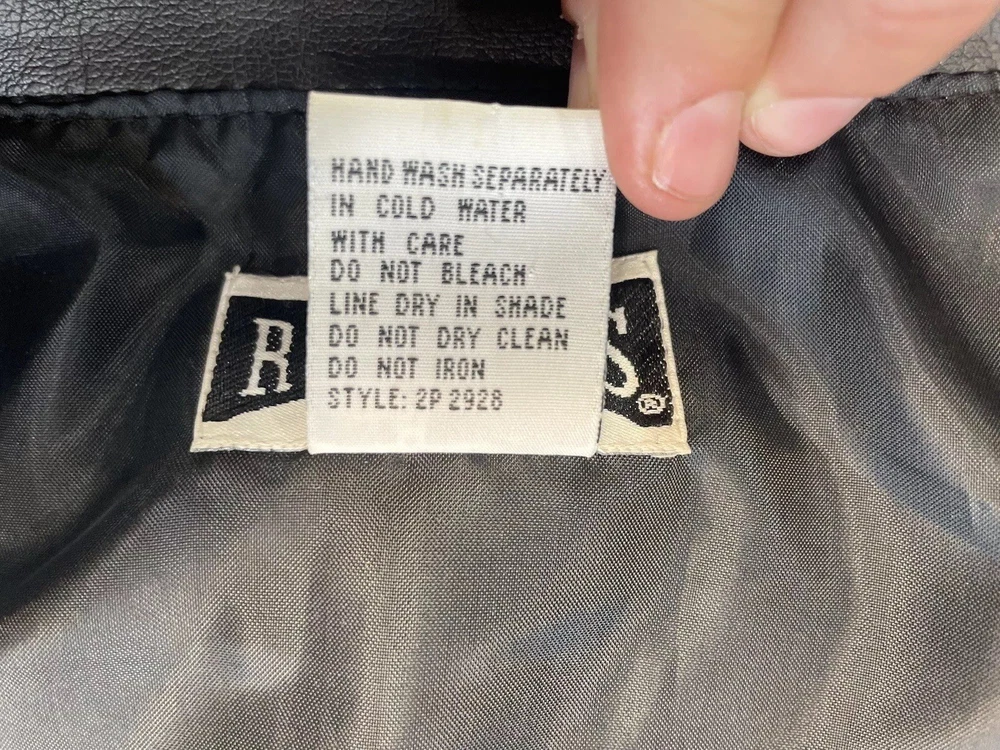 HAND WASH SEPARATELY
IN COLD WATER
WITH CARE
DO NOT BLEACH
LINE DRY IN SHADE
DO NOT DRY CLEAN
DO NOT IRON
STYLE: 2P 2928
R S ®